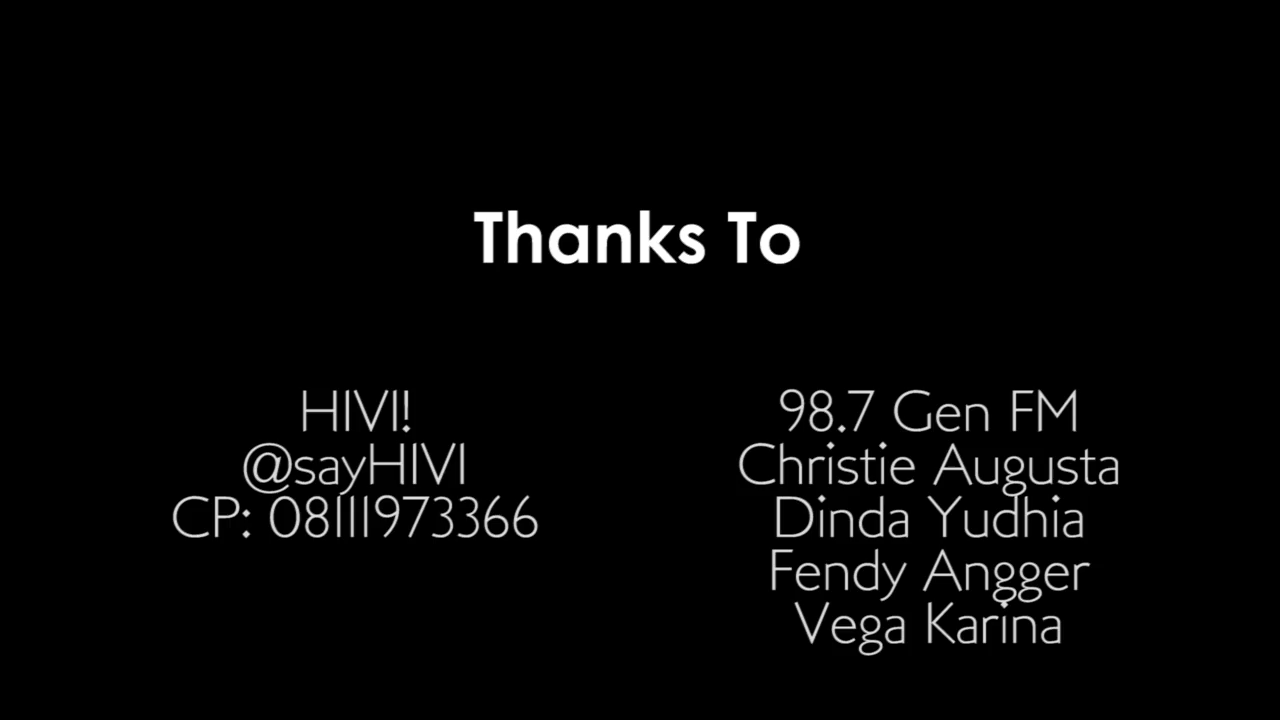 Thanks To
HIVI!
@sayHIVI
CP: 08111973366
98.7 Gen FM
Christie Augusta
Dinda Yudhia
Fendy Angger
Vega Karina